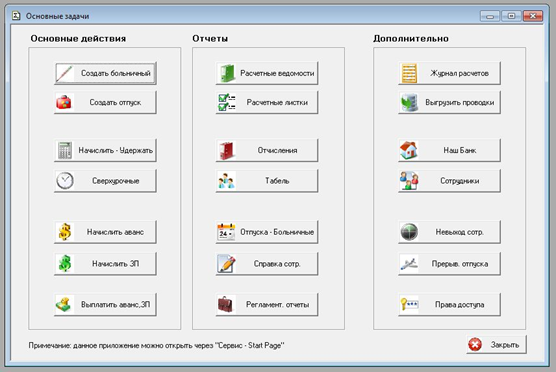 Основные задачи
Основные действия
Создать больничный
Создать отпуск
Начислить - Удержать
Сверхурочные
Начислить аванс
Начислить ЗП
Выплатить аванс,ЗП
Отчеты
Расчетные ведомости
Расчетные листки
Отчисления
Табель
24
Отпуска - Больничные
Справка сотр.
Регламент. отчеты
Дополнительно
Журнал расчетов
Выгрузить проводки
Наш Банк
Сотрудники
Невыход сотр.
Прерыв. отпуска
Права доступа
Примечание: данное приложение можно открыть через "Сервис - Start Page"
Закрыть